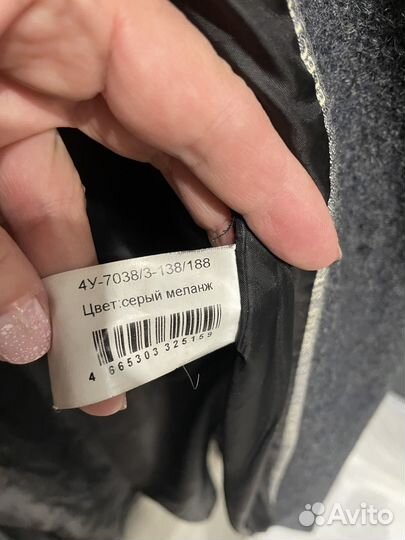 4У-7038/3-138/188
Цвет:серый меланж
4 665303 325159
Avito